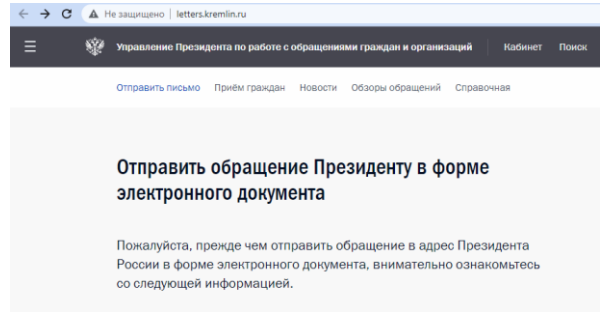 Не защищено | letters.kremlin.ru
Управление Президента по работе с обращениями граждан и организаций Кабинет Поиск
Отправить письмо Приём граждан Новости Обзоры обращений Справочная
Отправить обращение Президенту в форме
электронного документа
Пожалуйста, прежде чем отправить обращение в адрес Президента
России в форме электронного документа, внимательно ознакомьтесь
со следующей информацией.